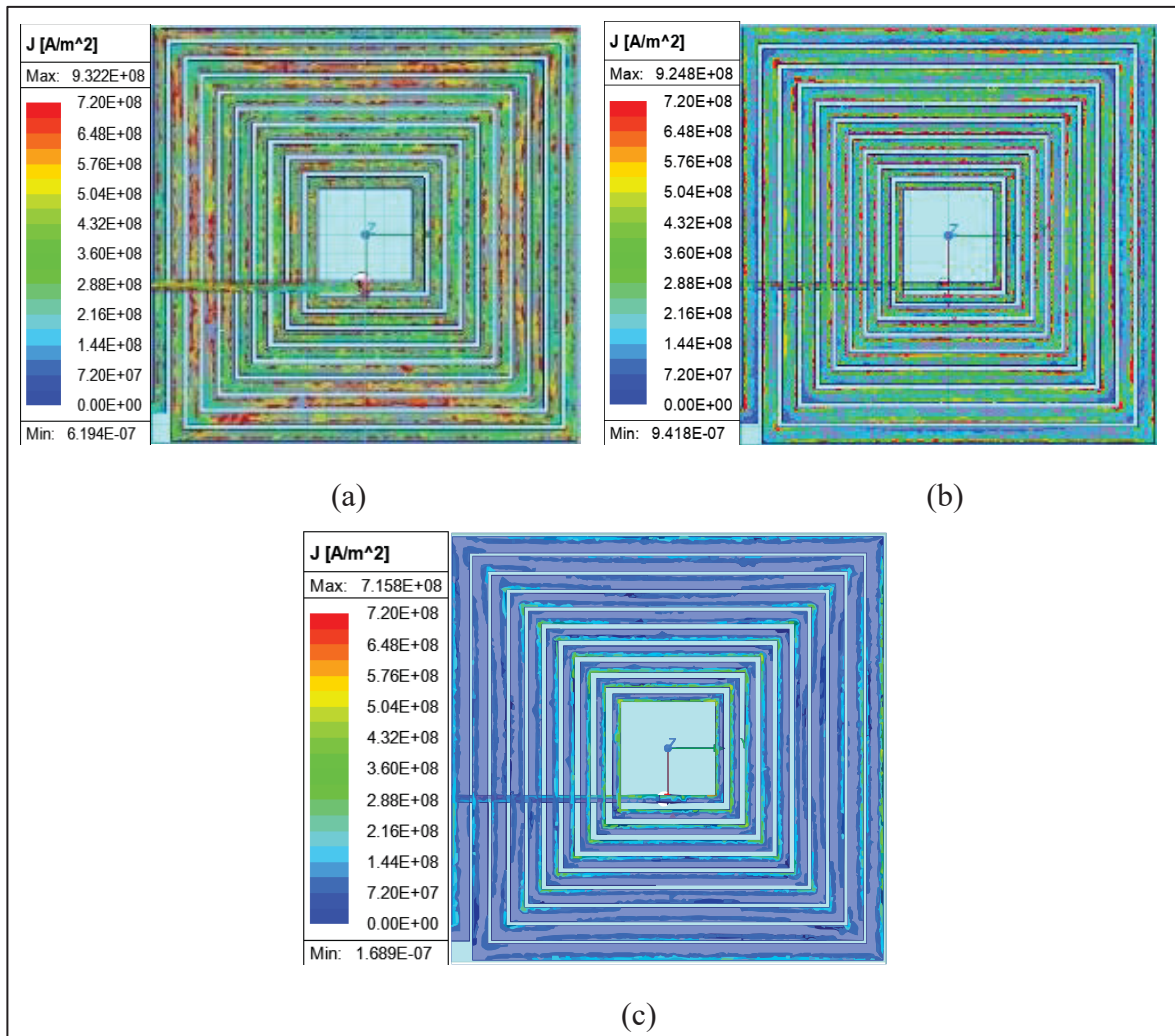 J [A/m^2]
Max: 9.322E+08
7.20E+08
6.48E+08
5.76E+08
5.04E+08
4.32E+08
3.60E+08
2.88E+08
2.16E+08
1.44E+08
7.20E+07
0.00E+00
Min: 6.194E-07
Z
(a)
J [A/m^2]
Max: 9.248E+08
7.20E+08
6.48E+08
5.76E+08
5.04E+08
4.32E+08
3.60E+08
2.88E+08
2.16E+08
1.44E+08
7.20E+07
0.00E+00
Min: 9.418E-07
Z
(b)
J [A/m^2]
Max: 7.158E+08
7.20E+08
6.48E+08
5.76E+08
5.04E+08
4.32E+08
3.60E+08
2.88E+08
2.16E+08
1.44E+08
7.20E+07
0.00E+00
Min: 1.689E-07
Z
(c)